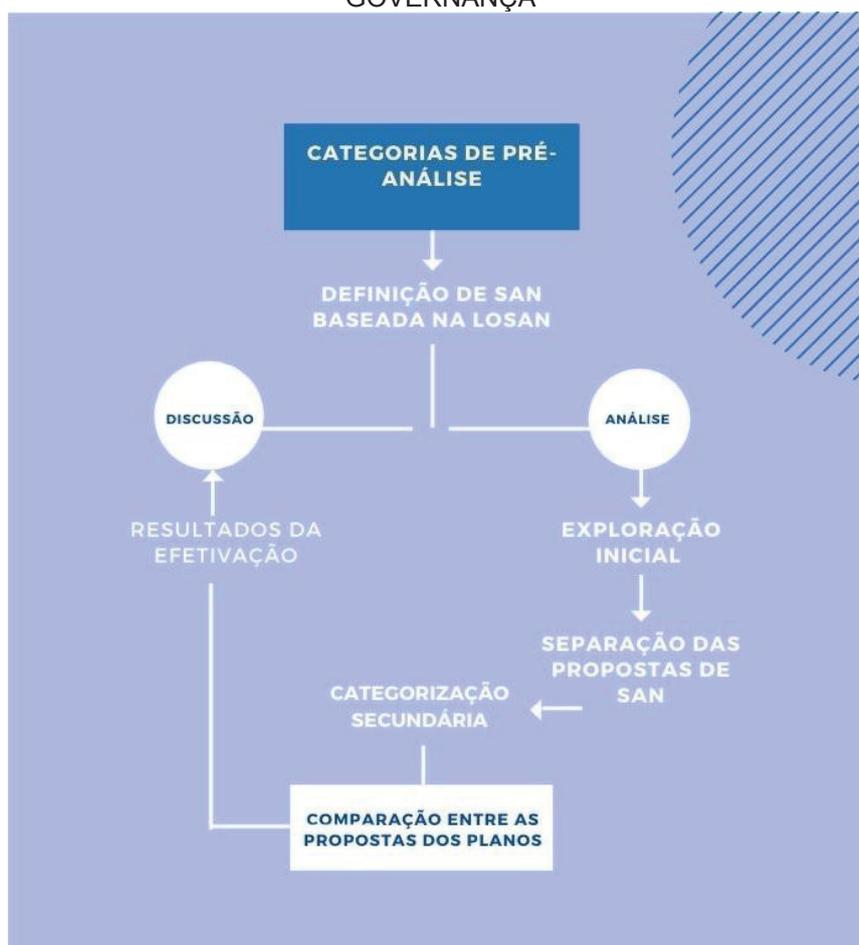 GOVERNANÇA
CATEGORIAS DE PRÉ-
ANÁLISE
DEFINIÇÃO DE SAN
BASEADA NA LOSAN
DISCUSSÃO
ANÁLISE
RESULTADOS DA
EFETIVAÇÃO
EXPLORAÇÃO
INICIAL
SEPARAÇÃO DAS
PROPOSTAS DE
SAN
CATEGORIZAÇÃO
SECUNDÁRIA
COMPARAÇÃO ENTRE AS
PROPOSTAS DOS PLANOS